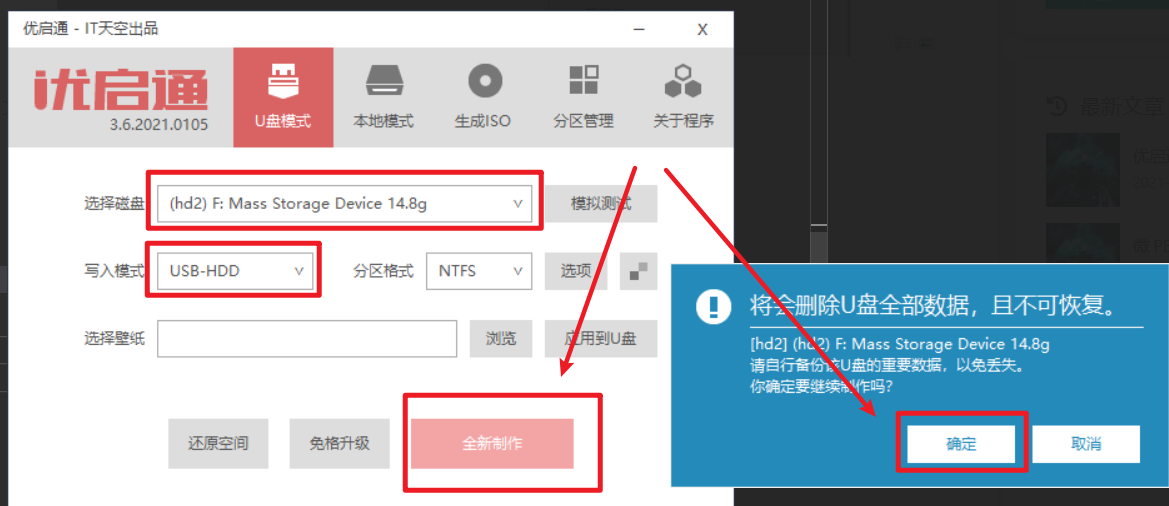 优启通 - IT天空出品
X
优启通
3.6.2021.0105
U盘模式
本地模式
生成ISO
分区管理
关于程序
最新文章
选择磁盘
(hd2) F: Mass Storage Device 14.8g
模拟测试
写入模式
USB-HDD
分区格式
NTFS
选项
选择壁纸
浏览
应用到U盘
还原空间
免格升级
全新制作
将会删除U盘全部数据，且不可恢复。
[hd2] (hd2) F: Mass Storage Device 14.8g
请自行备份该U盘的重要数据，以免丢失。
你确定要继续制作吗?
确定
取消